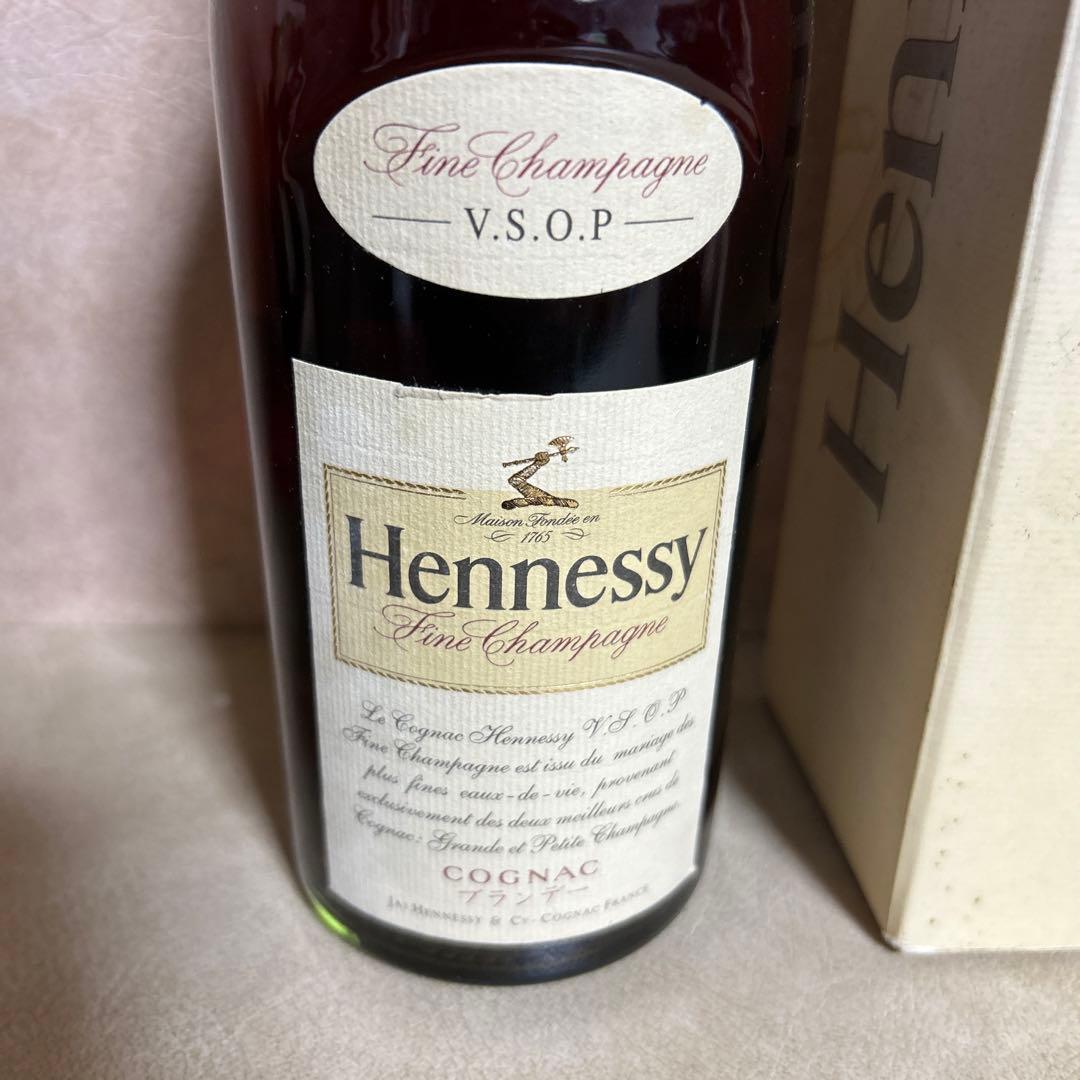 Fine Champagne
V.S.O.P
Maison Fondée en
1765
Hennessy
Fine Champagne
Le Cognac Hennessy V.S.O.P
Fine Champagne est issu du mariage des
plus fines eaux-de-vie, provenant
exclusivement des deux meilleurs crus de
Cognac: Grande et Petite Champagne.
COGNAC
ブランデー
JAS HENNESSY & CY - COGNAC FRANCE
Henn